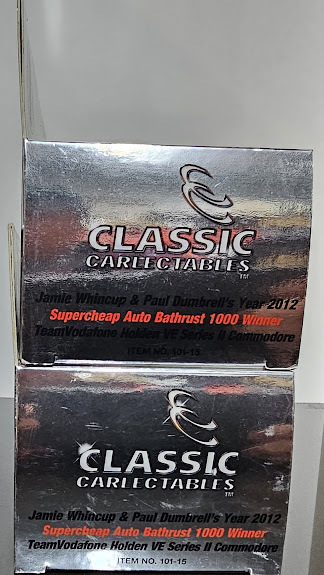 CLASSIC
CARLECTABLES
TM
Jamie Whincup & Paul Dumbrell's Year 2012
Supercheap Auto Bathrust 1000 Winner
TeamVodafone Holden VE Series II Commodore
ITEM NO. 101-15
CLASSIC
CARLECTABLES
TM
Jamie Whincup & Paul Dumbrell's Year 2012
Supercheap Auto Bathrust 1000 Winner
TeamVodafone Holden VE Series II Commodore
ITEM NO. 101-15